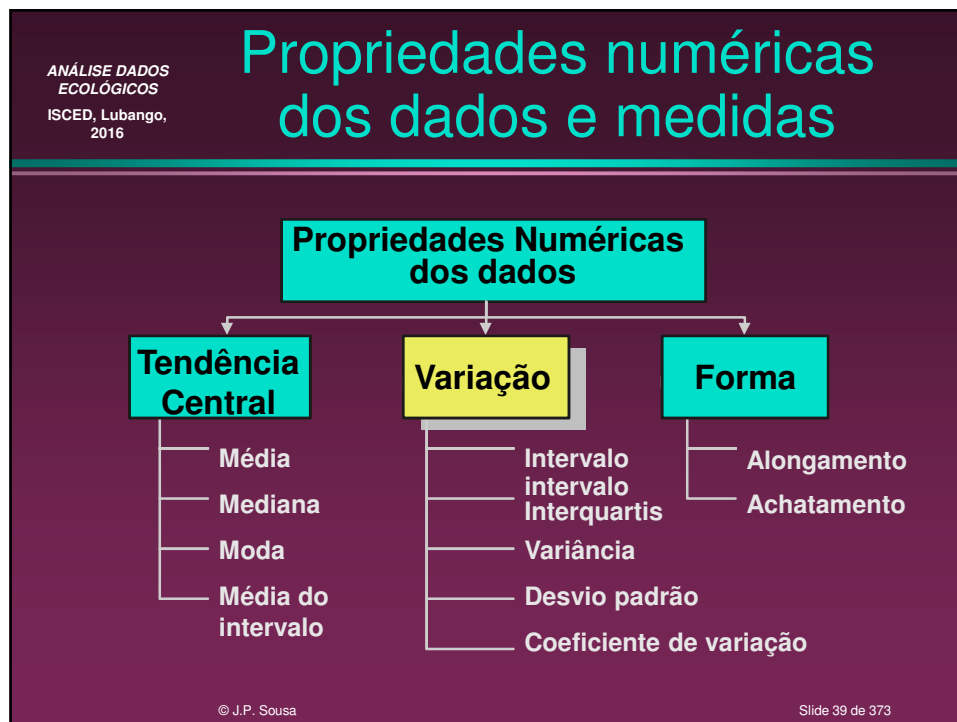 ANÁLISE DADOS
ECOLÓGICOS
ISCED, Lubango,
2016
Propriedades numéricas
dos dados e medidas
Propriedades Numéricas
dos dados
Tendência
Central
Média
Mediana
Moda
Média do
intervalo
Variação
Intervalo
intervalo
Interquartis
Variância
Desvio padrão
Coeficiente de variação
Forma
Alongamento
Achatamento
© J.P. Sousa
Slide 39 de 373